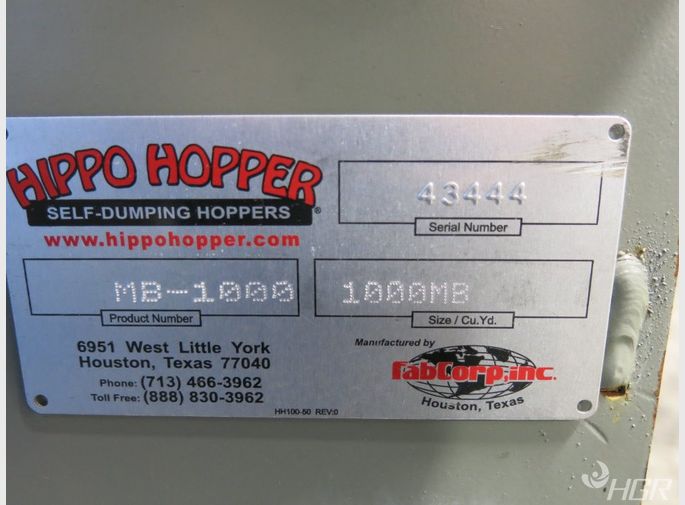 HIPPO HOPPER
SELF-DUMPING HOPPERS ®
www.hippohopper.com
43444
Serial Number
MB-1000
Product Number
1000MB
Size / Cu.Yd.
6951 West Little York
Houston, Texas 77040
Phone: (713) 466-3962
Toll Free: (888) 830-3962
HH100-50 REV:0
Manufactured by
FabCorp,inc.
Houston, Texas
HGR